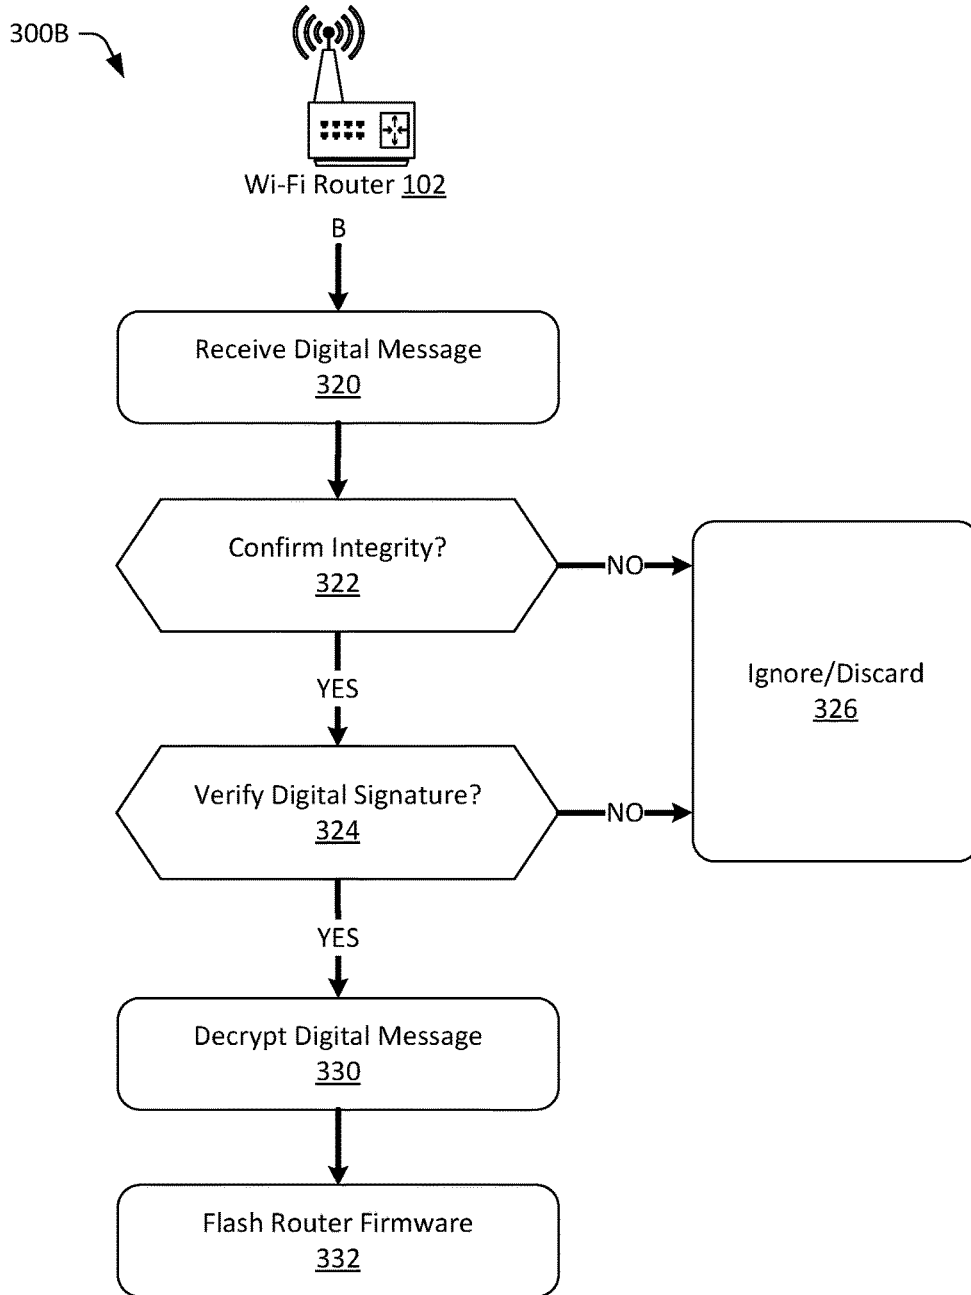 300B
Wi-Fi Router 102
B
Receive Digital Message
320
Confirm Integrity?
322
NO
YES
Ignore/Discard
326
Verify Digital Signature?
324
NO
YES
Decrypt Digital Message
330
Flash Router Firmware
332